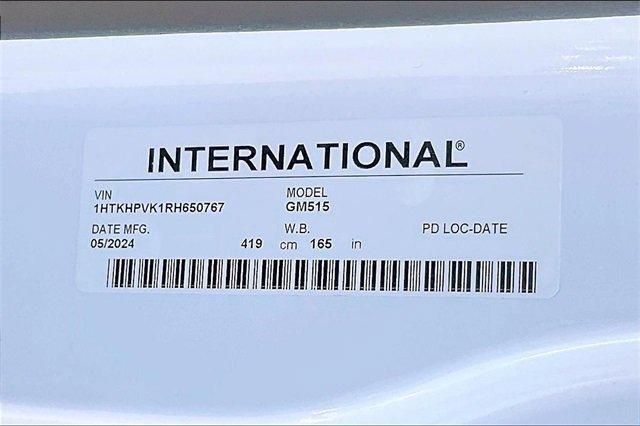 INTERNATIONAL®
VIN MODEL
1HTKHPVK1RH650767 GM515
DATE MFG. W.B. PD LOC-DATE
05/2024 419 cm 165 in